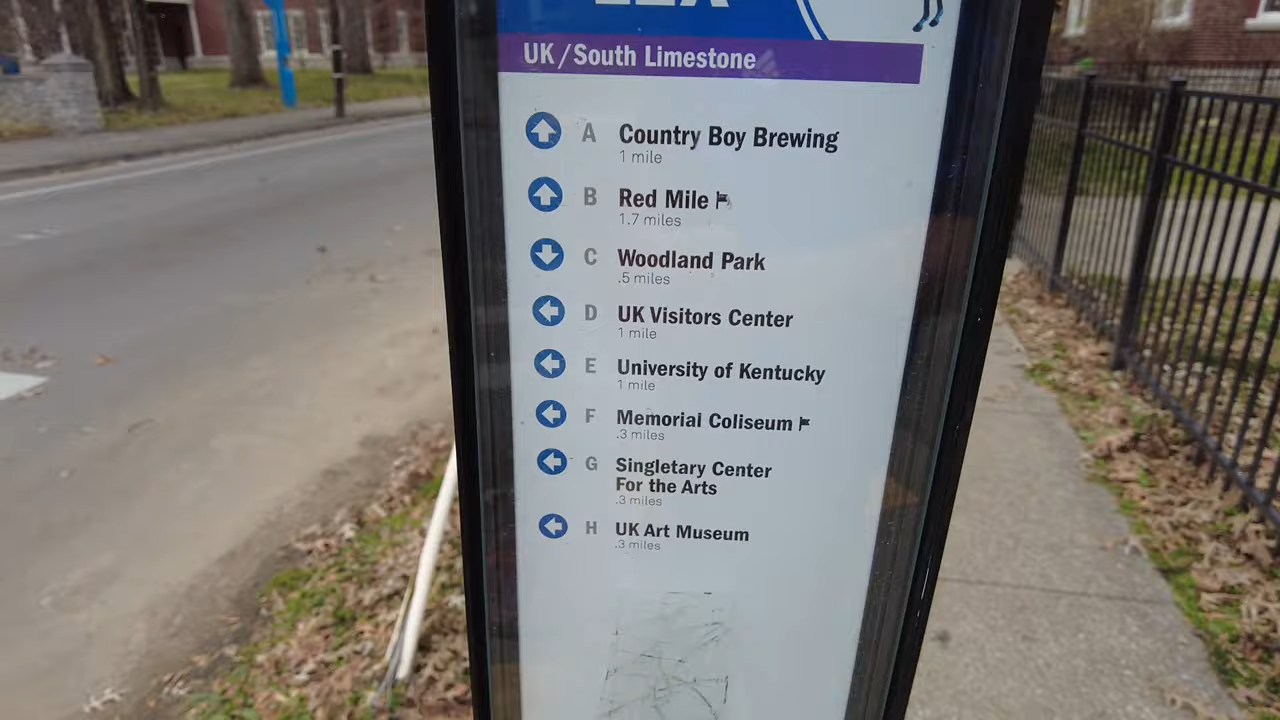 LEX
UK/South Limestone
A Country Boy Brewing
1 mile
B Red Mile
1.7 miles
C Woodland Park
.5 miles
D UK Visitors Center
1 mile
E University of Kentucky
1 mile
F Memorial Coliseum
.3 miles
G Singletary Center
For the Arts
.3 miles
H UK Art Museum
.3 miles